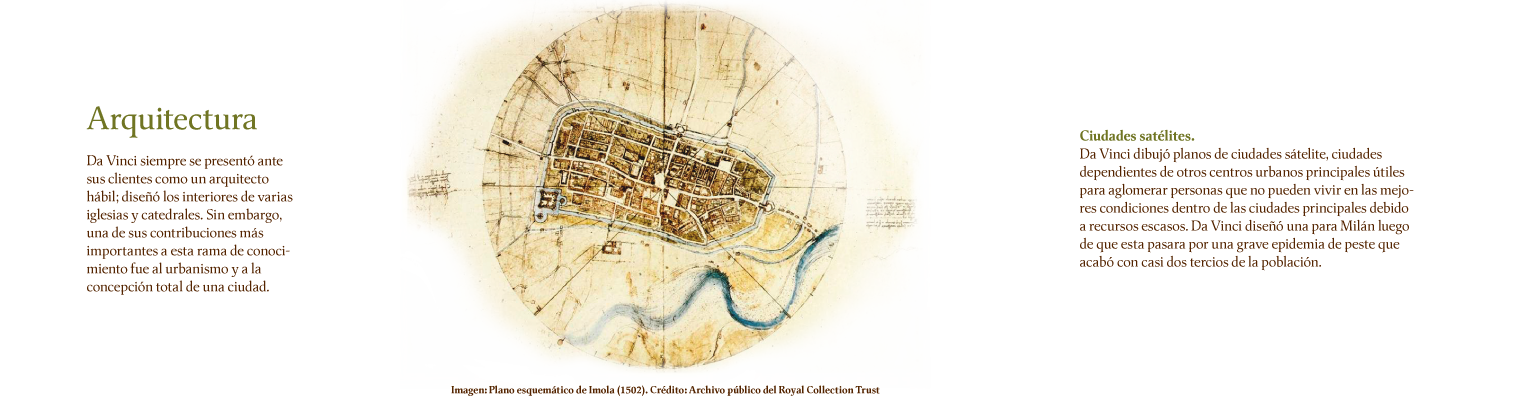 Arquitectura
Da Vinci siempre se presentó ante
sus clientes como un arquitecto
hábil; diseñó los interiores de varias
iglesias y catedrales. Sin embargo,
una de sus contribuciones más
importantes a esta rama de conoci-
miento fue al urbanismo y a la
concepción total de una ciudad.
Imagen: Plano esquemático de Imola (1502). Crédito: Archivo público del Royal Collection Trust
Ciudades satélites.
Da Vinci dibujó planos de ciudades sátelite, ciudades
dependientes de otros centros urbanos principales útiles
para aglomerar personas que no pueden vivir en las mejo-
res condiciones dentro de las ciudades principales debido
a recursos escasos. Da Vinci diseñó una para Milán luego
de que esta pasara por una grave epidemia de peste que
acabó con casi dos tercios de la población.